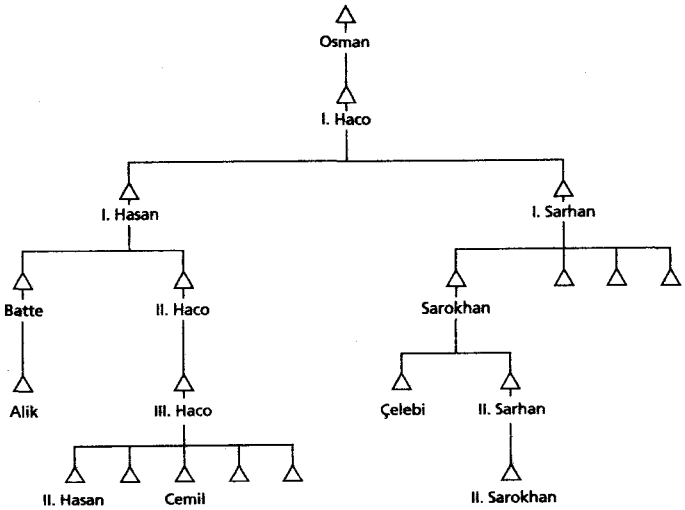 Osman
I. Haco
I. Hasan
I. Sarhan
Batte
II. Haco
Sarokhan
Alik
III. Haco
Çelebi
II. Sarhan
II. Hasan
Cemil
II. Sarokhan